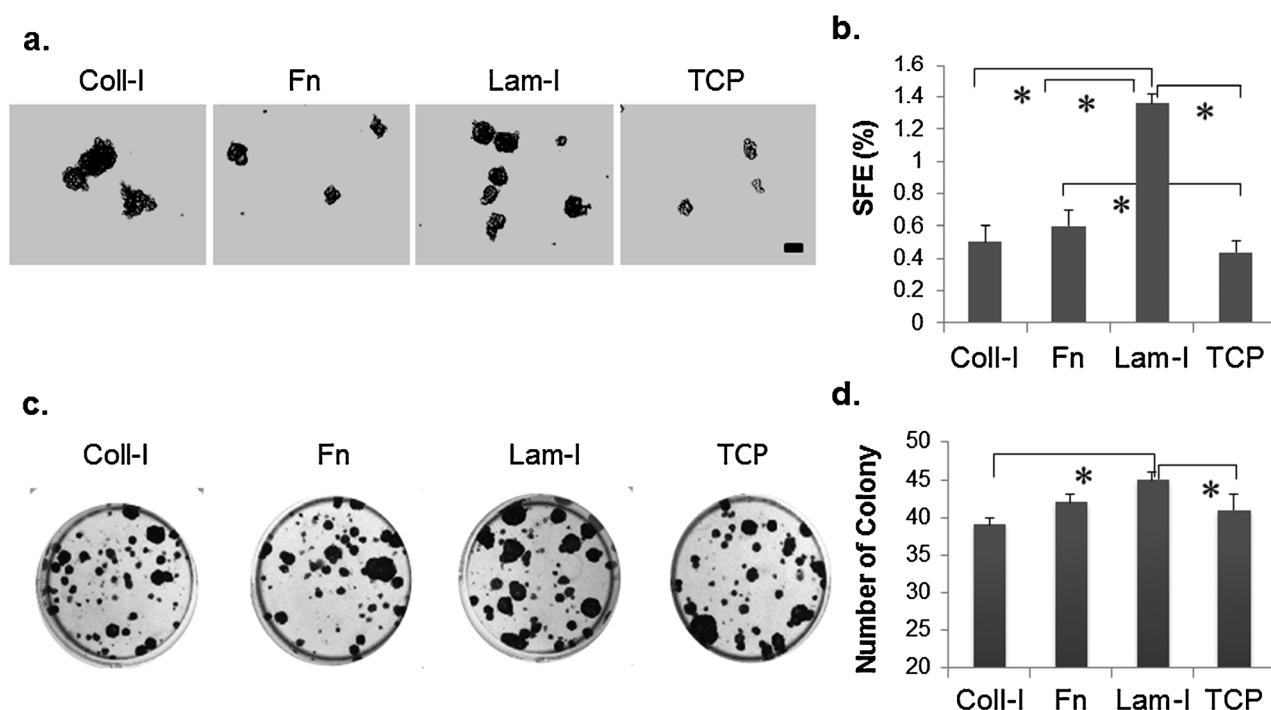 a.
Coll-I Fn Lam-I TCP
b.
SFE (%)
1.6
1.4
1.2
1
0.8
0.6
0.4
0.2
0
* * *
*
Coll-I Fn Lam-I TCP
c.
Coll-I Fn Lam-I TCP
d.
Number of Colony
50
45
40
35
30
25
20
* *
Coll-I Fn Lam-I TCP